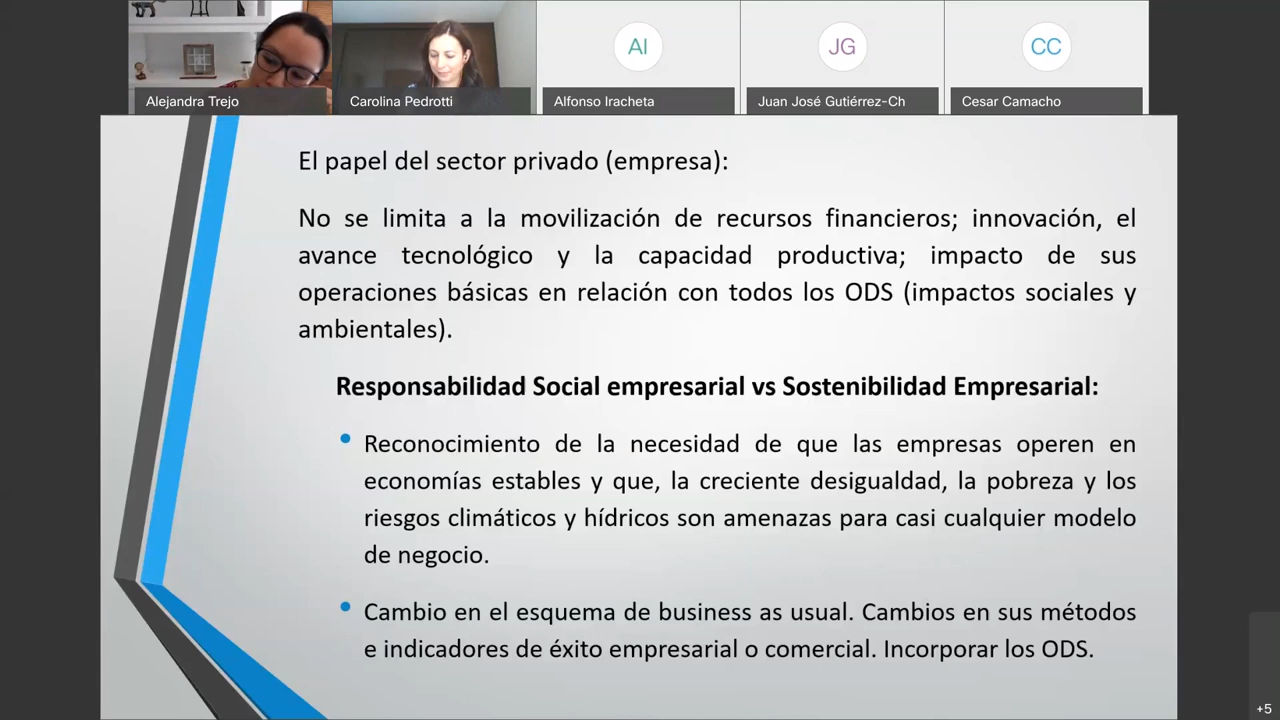 AI
JG
CC
Alejandra Trejo
Carolina Pedrotti
Alfonso Iracheta
Juan José Gutiérrez-Ch
Cesar Camacho
El papel del sector privado (empresa):
No se limita a la movilización de recursos financieros; innovación, el
avance tecnológico y la capacidad productiva; impacto de sus
operaciones básicas en relación con todos los ODS (impactos sociales y
ambientales).
Responsabilidad Social empresarial vs Sostenibilidad Empresarial:
• Reconocimiento de la necesidad de que las empresas operen en
economías estables y que, la creciente desigualdad, la pobreza y los
riesgos climáticos y hídricos son amenazas para casi cualquier modelo
de negocio.
• Cambio en el esquema de business as usual. Cambios en sus métodos
e indicadores de éxito empresarial o comercial. Incorporar los ODS.
+5